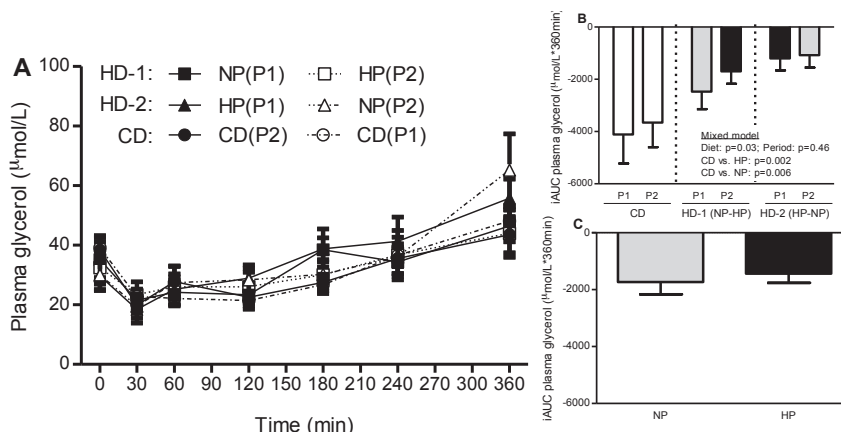 A
HD-1: NP(P1) HP(P2)
HD-2: HP(P1) NP(P2)
CD: CD(P2) CD(P1)
Plasma glycerol (μmol/L)
100
80
60
40
20
0
0 30 60 90 120 150 180 210 240 270 300 330 360
Time (min)
B
iAUC plasma glycerol (μmol/L*360min)
0
-2000
-4000
-6000
Mixed model
Diet: p=0.03; Period: p=0.46
CD vs. HP: p=0.002
CD vs. NP: p=0.006
P1 P2 P1 P2 P1 P2
CD HD-1 (NP-HP) HD-2 (HP-NP)
C
iAUC plasma glycerol (μmol/L*360min)
0
-2000
-4000
-6000
NP HP